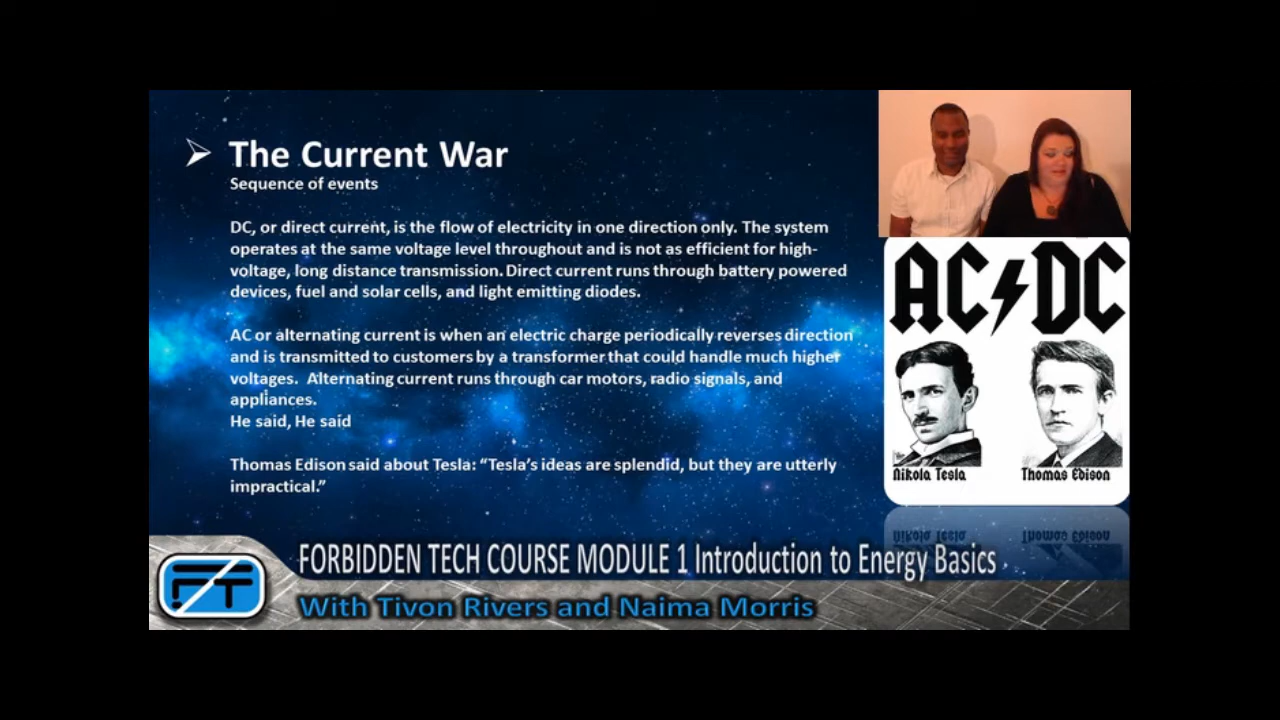 The Current War
Sequence of events
DC, or direct current, is the flow of electricity in one direction only. The system
operates at the same voltage level throughout and is not as efficient for high-
voltage, long distance transmission. Direct current runs through battery powered
devices, fuel and solar cells, and light emitting diodes.
AC or alternating current is when an electric charge periodically reverses direction
and is transmitted to customers by a transformer that could handle much higher
voltages. Alternating current runs through car motors, radio signals, and
appliances.
He said, He said
Thomas Edison said about Tesla: “Tesla’s ideas are splendid, but they are utterly
impractical.”
AC DC
Nikola Tesla
Thomas Edison
FT
FORBIDDEN TECH COURSE MODULE 1 Introduction to Energy Basics
With Tivon Rivers and Naima Morris